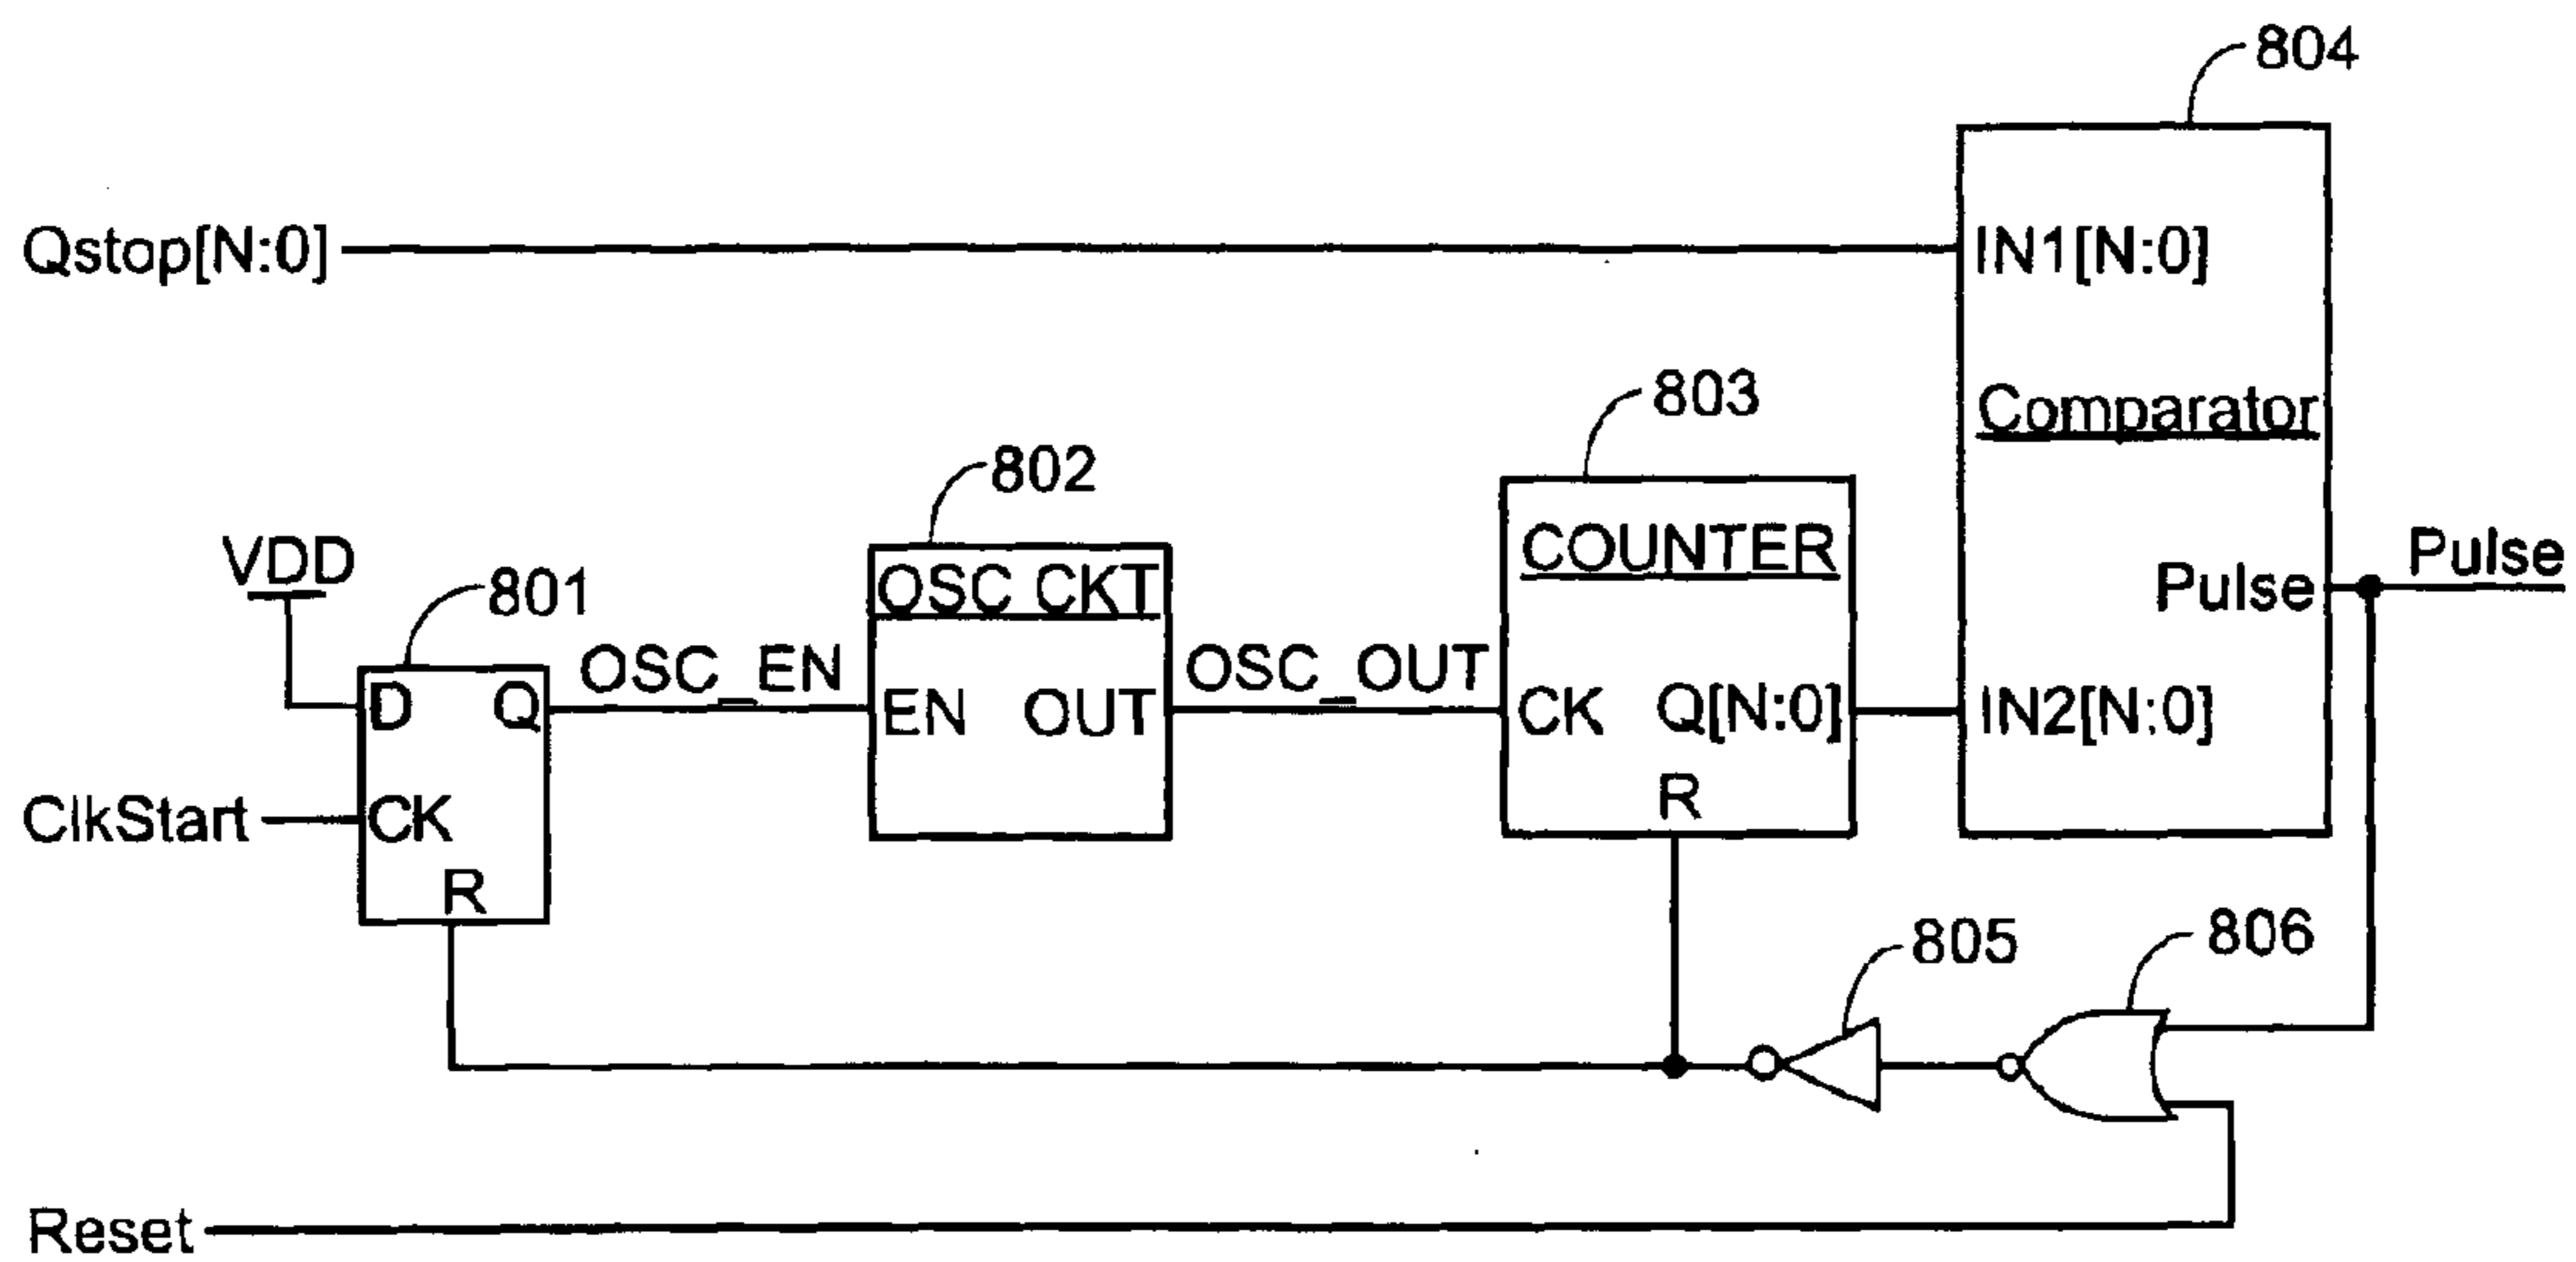 804
Qstop[N:0]
IN1[N:0]
803
Comparator
802
COUNTER
VDD
801
OSC CKT
Pulse
Pulse
OSC_EN
OSC_OUT
D
Q
EN
OUT
CK
Q[N:0]
IN2[N:0]
R
ClkStart
CK
R
805
806
Reset